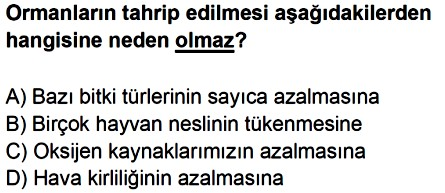 Ormanların tahrip edilmesi aşağıdakilerden
hangisine neden olmaz?
A) Bazı bitki türlerinin sayıca azalmasına
B) Birçok hayvan neslinin tükenmesine
C) Oksijen kaynaklarımızın azalmasına
D) Hava kirliliğinin azalmasına